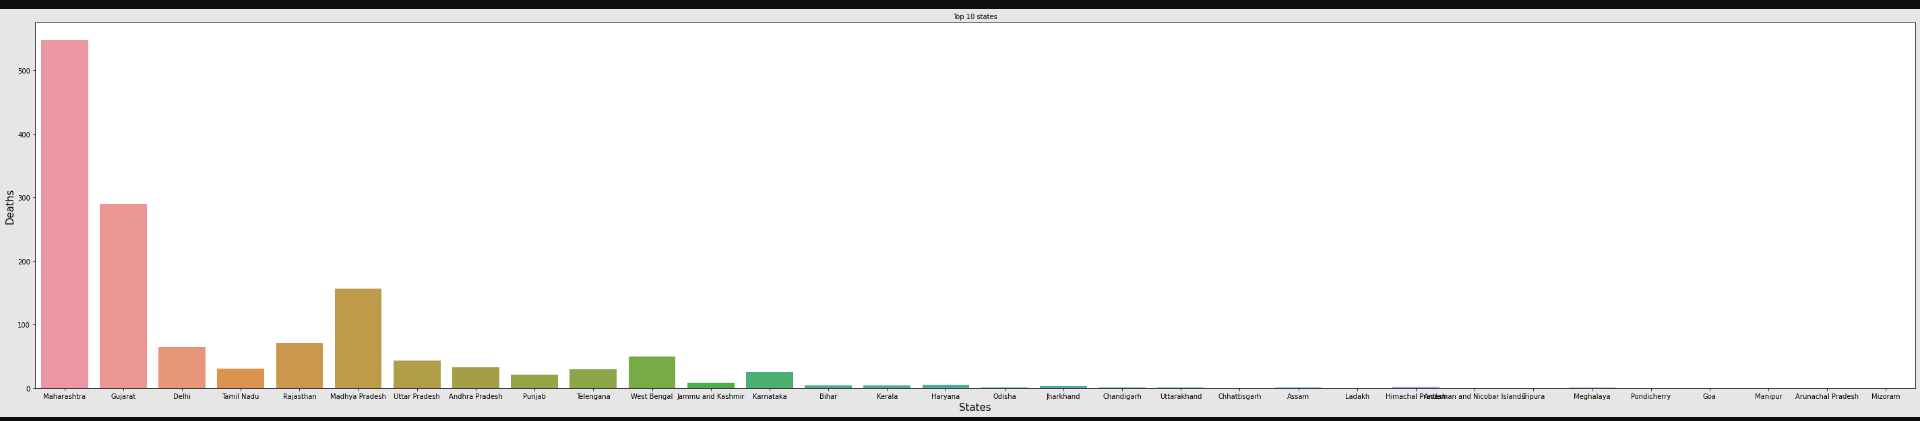 Top 10 states
Deaths
500
400
300
200
100
0
Maharashtra Gujarat Delhi Tamil Nadu Rajasthan Madhya Pradesh Uttar Pradesh Andhra Pradesh Punjab Telengana West Bengal Jammu and Kashmir Karnataka Bihar Kerala Haryana Odisha Jharkhand Chandigarh Uttarakhand Chhattisgarh Assam Ladakh Himachal Pradesh Andaman and Nicobar Islands Tripura Meghalaya Pondicherry Goa Manipur Arunachal Pradesh Mizoram
States